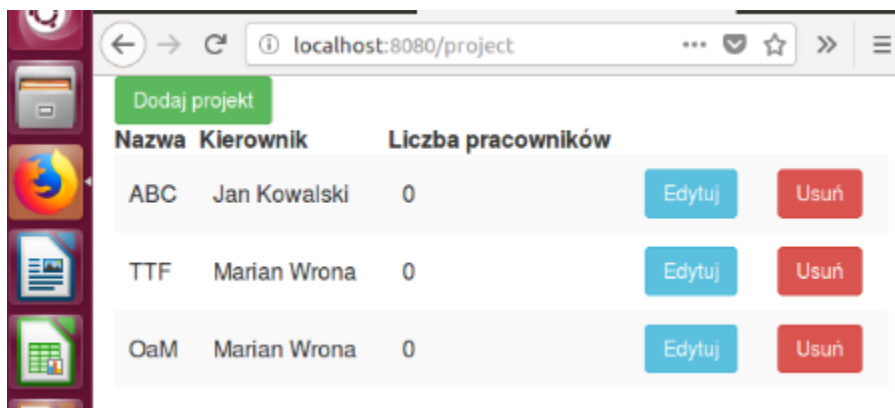 localhost:8080/project
Dodaj projekt
Nazwa Kierownik Liczba pracowników
ABC Jan Kowalski 0 Edytuj Usuń
TTF Marian Wrona 0 Edytuj Usuń
OaM Marian Wrona 0 Edytuj Usuń